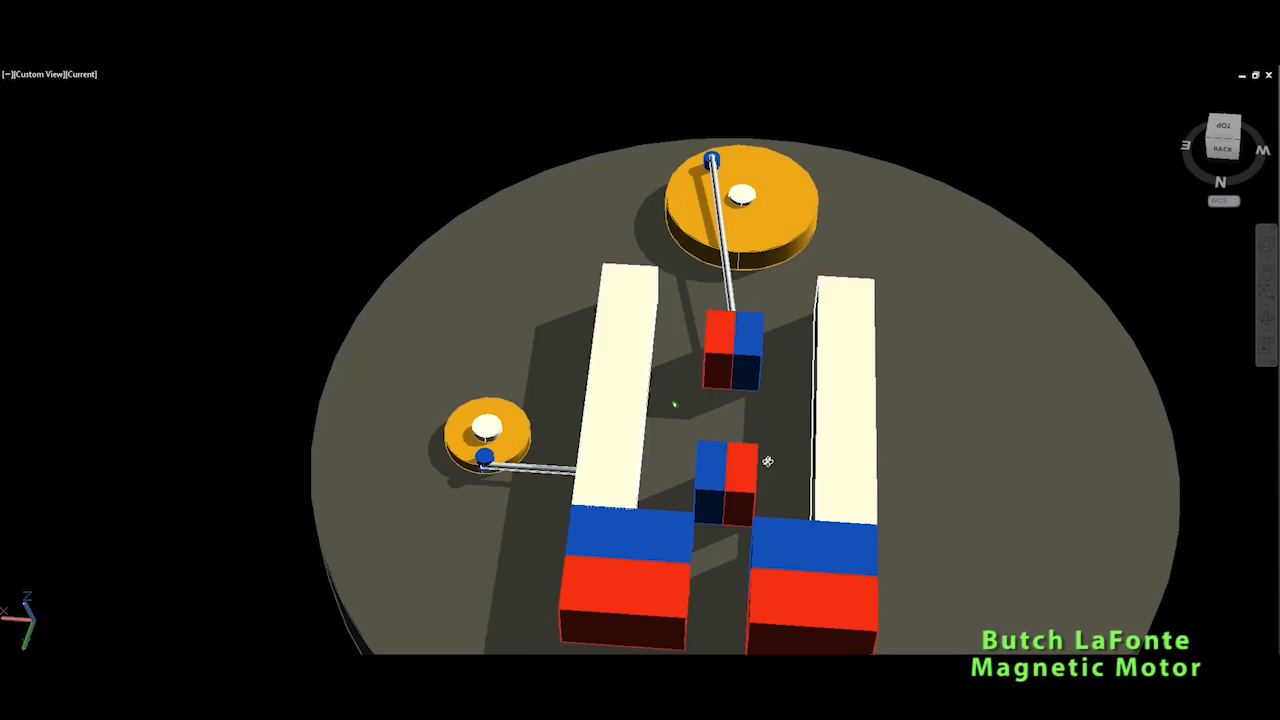 [−][Custom View][Current]
TOP
BACK
E
W
N
WCS
Z
X
Butch LaFonte
Magnetic Motor